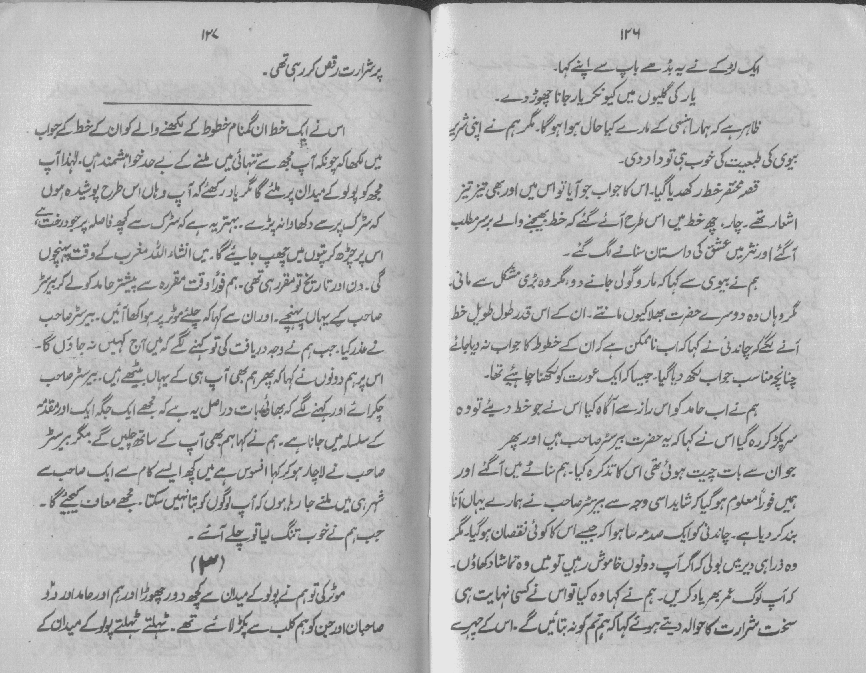 ۱۲۶
ایک لڑکے نے یہ بڈھے باپ سے اپنے کہا۔
یار کی گلیوں میں کیونکر یار جانا چھوڑ دے۔
ظاہر ہے کہ ہمارا ہنسی کے مارے کیا حال ہوا ہوگا۔ مگر ہم نے اپنی شریر
بیوی کی طبیعت کی خوب ہی تو داد دی۔
قصہ مختصر خط رکھدیا گیا۔ اس کا جواب جو آیا تو اس میں اور بھی تیز تیز
اشعار تھے۔ چار، چھ خط میں اس طرح آئے گئے کہ خط بھیجنے والے برسر مطلب
آگئے اور نثر میں عشق کی داستان سنانے لگ گئے۔
ہم نے بیوی سے کہا کہ مارو گولی جانے دو، مگر وہ بڑی مشکل سے مانی
مگر وہاں وہ دوسرے حضرت بھلا کیوں مانتے۔ ان کے اس قدر طول طویل خط
آنے لگے کہ چاندنی نے کہا کہ اب ناممکن ہے کہ ان کے خطوط کا جواب نہ دیا جائے
چنانچہ مناسب جواب لکھ دیا گیا۔ جیسا کہ ایک عورت کو لکھنا چاہیئے تھا۔
ہم نے اب حامد کو اس راز سے آگاہ کیا اس نے جو خط دیئے تو وہ
سر پکڑ کر رہ گیا اس نے کہا کہ یہ حضرت بیرسٹر صاحب ہیں اور پھر
جو ان سے بات چیت ہوئی تھی اس کا تذکرہ کیا۔ ہم سناٹے میں آگئے اور
ہمیں فوراً معلوم ہو گیا کہ شاید اسی وجہ سے بیرسٹر صاحب نے ہمارے یہاں آنا
بند کر دیا ہے۔ چاندنی کو ایک صدمہ سا ہوا کہ جیسے اس کا کوئی نقصان ہو گیا۔ مگر
وہ ذرا ہی دیر میں بولی کہ اگر آپ دونوں خاموش رہیں تو میں وہ تماشا دکھاؤں۔
کہ آپ لوگ عمر بھر یاد کریں۔ ہم نے کہا وہ کیا تو اس نے کسی نہایت ہی
سخت شرارت کا حوالہ دیتے ہوئے کہا کہ ہم تم کو نہ بتائیں گے۔ اس کے چہرے
۱۲۷
پر شرارت رقص کر رہی تھی۔
اس نے ایک خط ان گمنام خطوط کے لکھنے والے کو ان کے خط کے جواب
میں لکھا کہ چونکہ آپ مجھ سے تنہائی میں ملنے کے بے حد خواہشمند ہیں۔ لہٰذا آپ
مجھ کو پولو کے میدان پر ملئے گا مگر یاد رکھئے کہ آپ وہاں اس طرح پوشیدہ ہوں
کہ سڑک پر سے دکھاوا نہ پڑے۔ بہتر یہ ہے کہ سڑک سے کچھ فاصلہ پر جو درخت ہے
اس پر چڑھ کر پتوں میں چھپ جایئے گا۔ میں انشاء اللہ مغرب کے وقت پہنچوں
گی۔ دن اور تاریخ تو مقرر ہی تھی۔ ہم فوراً وقت مقررہ سے پیشتر حامد کو لے کر بیرسٹر
صاحب کے یہاں پہنچے۔ اور ان سے کہا کہ چلئے موٹر پر ہوا کھا آئیں۔ بیرسٹر صاحب
نے عذر کیا۔ جب ہم نے وجہ دریافت کی تو کہنے لگے کہ میں آج کہیں نہ جاؤں گا۔
اس پر ہم دونوں نے کہا کہ پھر ہم بھی آپ ہی کے یہاں بیٹھے ہیں۔ بیرسٹر صاحب
چکرائے اور کہنے لگے کہ بھائی بات دراصل یہ ہے کہ مجھے ایک جگہ ایک اور مقدمہ
کے سلسلہ میں جانا ہے۔ ہم نے کہا ہم بھی آپ کے ساتھ چلیں گے مگر بیرسٹر
صاحب نے لاچار ہو کر کہا افسوس ہے میں کچھ ایسے کام سے ایک صاحب سے
شہر ہی میں ملنے جا رہا ہوں کہ آپ لوگوں کو بتا نہیں سکتا۔ مجھے معاف کیجئے گا۔
جب ہم نے خوب تنگ لیا تو چلے آئے۔
(۳)
موٹر کی تو ہم نے پولو کے میدان سے کچھ دور چھوڑا اور ہم اور حامد اور دو
صاحبان اور جن کو ہم کلب سے پکڑ لائے تھے۔ ٹہلتے ٹہلتے پولو کے میدان کے